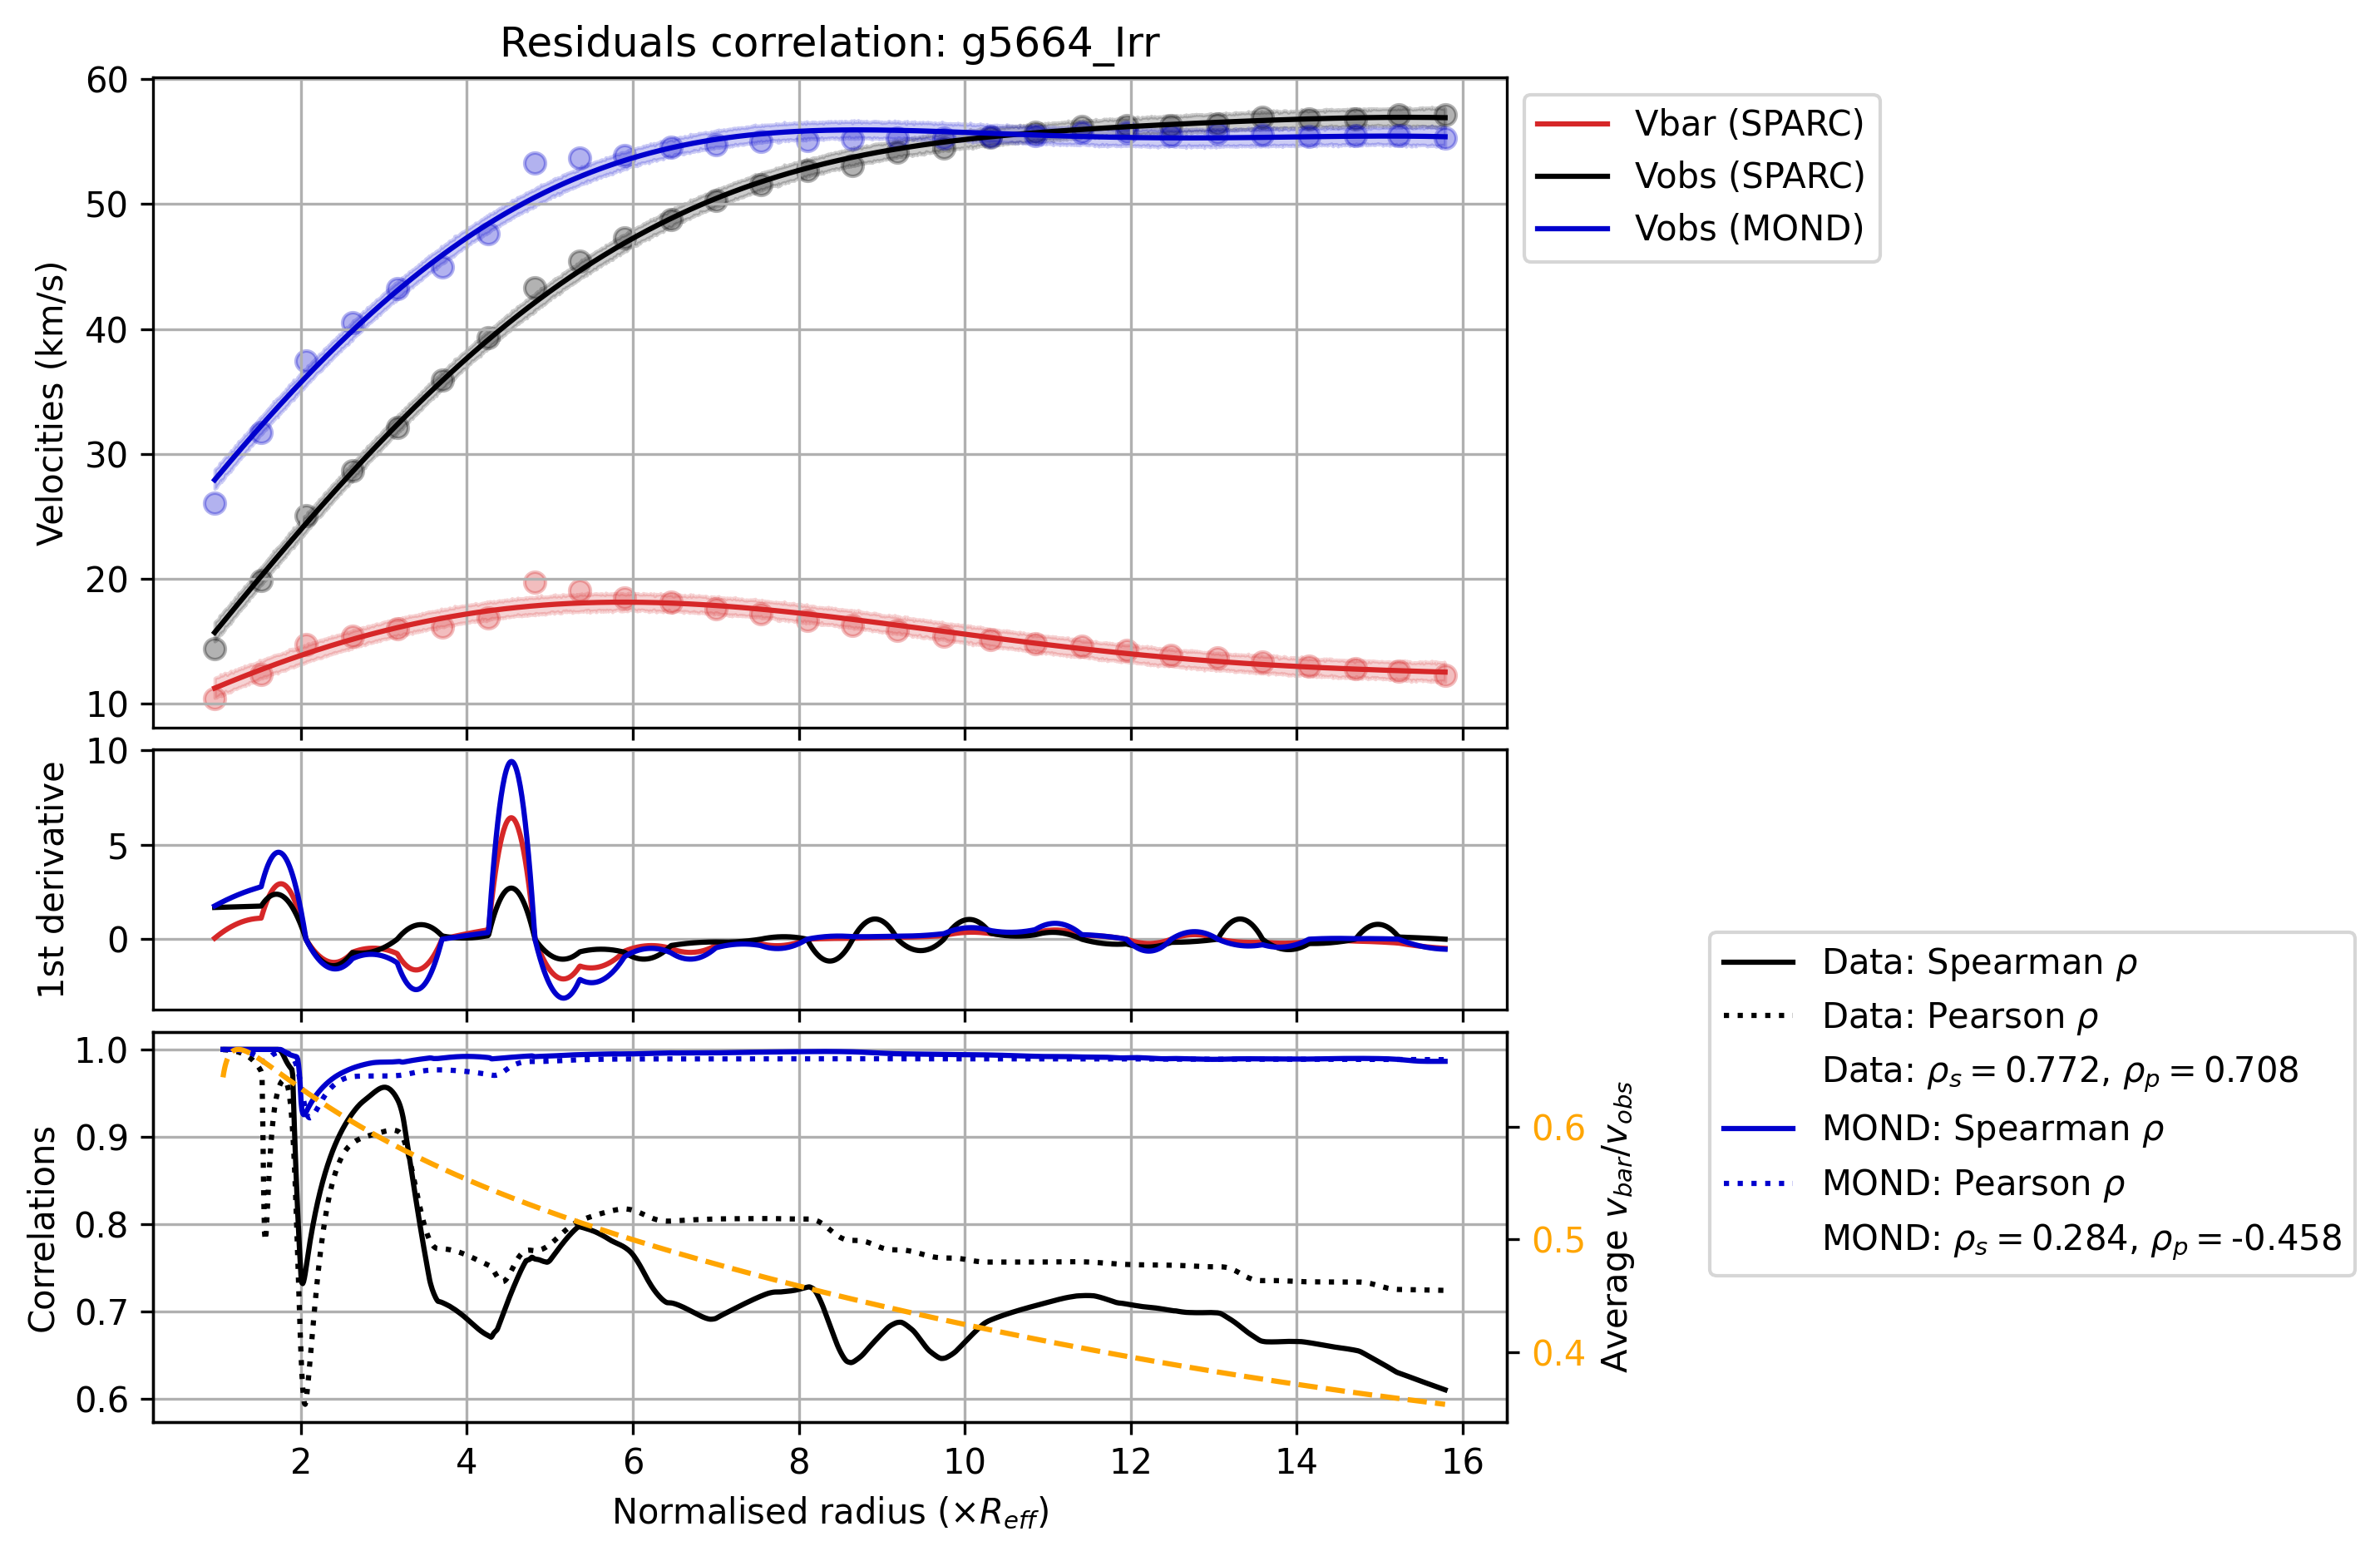 Residuals correlation: g5664_Irr
60
50
40
30
20
10
Velocities (km/s)
Vbar (SPARC)
Vobs (SPARC)
Vobs (MOND)
10
5
0
1st derivative
1.0
0.9
0.8
0.7
0.6
Correlations
0.6
0.5
0.4
Average v_bar/v_obs
2 4 6 8 10 12 14 16
Normalised radius (×R_eff)
Data: Spearman ρ
Data: Pearson ρ
Data: ρ_s = 0.772, ρ_p = 0.708
MOND: Spearman ρ
MOND: Pearson ρ
MOND: ρ_s = 0.284, ρ_p = -0.458